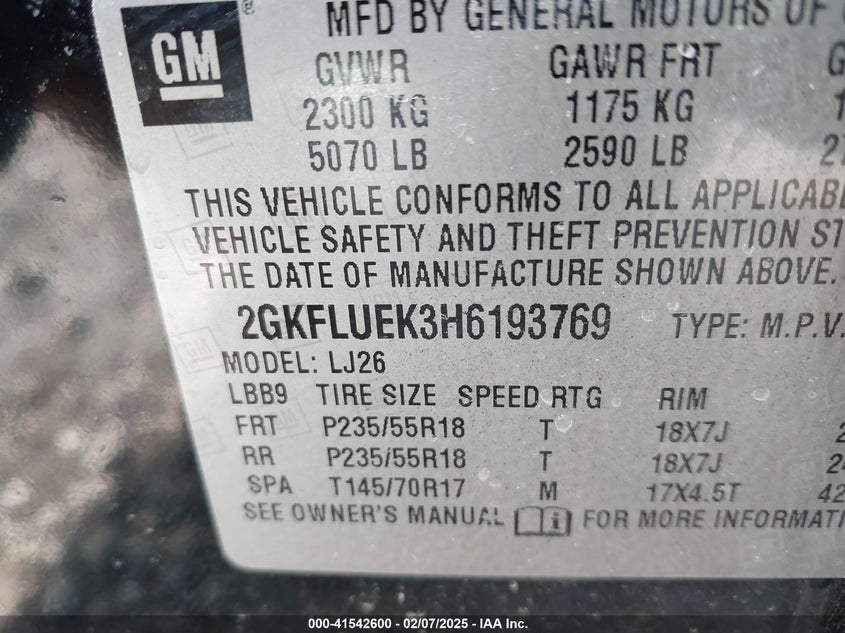 GM®
MFD BY GENERAL MOTORS OF
GVWR GAWR FRT
2300 KG 1175 KG
5070 LB 2590 LB
THIS VEHICLE CONFORMS TO ALL APPLICABL
VEHICLE SAFETY AND THEFT PREVENTION ST
THE DATE OF MANUFACTURE SHOWN ABOVE.
2GKFLUEK3H6193769 TYPE: M.P.V.
MODEL: LJ26
LBB9 TIRE SIZE SPEED RTG RIM
FRT P235/55R18 T 18X7J
RR P235/55R18 T 18X7J
SPA T145/70R17 M 17X4.5T
SEE OWNER'S MANUAL FOR MORE INFORMATI
000-41542600 - 02/07/2025 - IAA Inc.